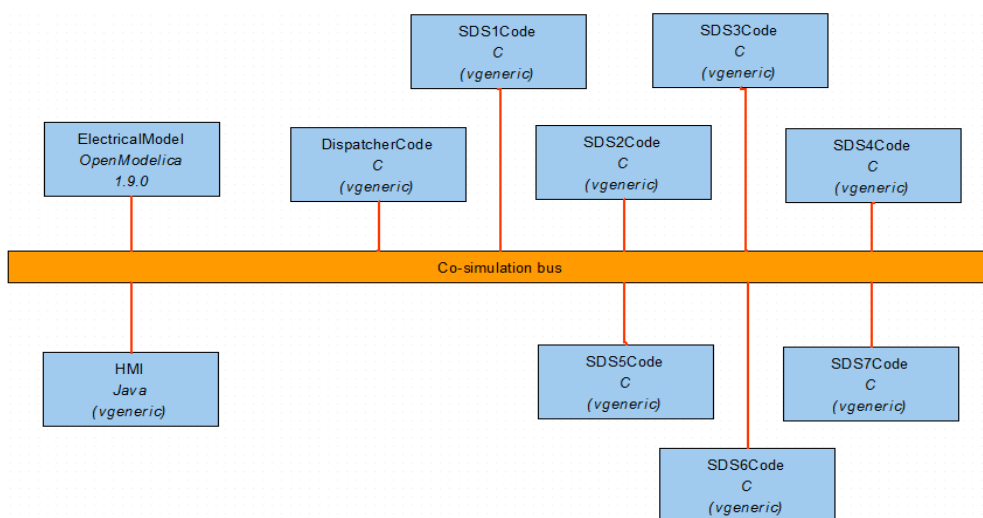 SDS1Code
C
(vgeneric)
SDS3Code
C
(vgeneric)
ElectricalModel
OpenModelica
1.9.0
DispatcherCode
C
(vgeneric)
SDS2Code
C
(vgeneric)
SDS4Code
C
(vgeneric)
Co-simulation bus
HMI
Java
(vgeneric)
SDS5Code
C
(vgeneric)
SDS7Code
C
(vgeneric)
SDS6Code
C
(vgeneric)